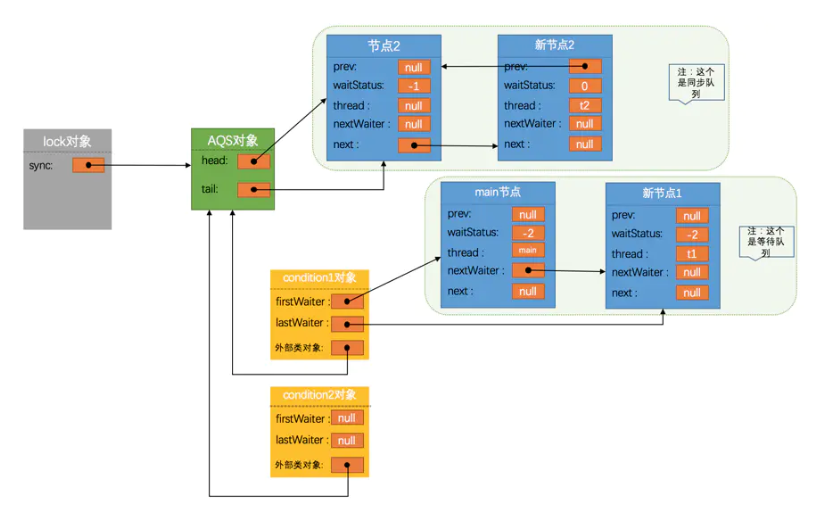 lock对象
sync:
AQS对象
head:
tail:
节点2
prev:
null
waitStatus:
-1
thread :
null
nextWaiter :
null
next :
新节点2
prev:
waitStatus:
0
thread :
t2
nextWaiter :
null
next :
null
注：这个
是同步队
列
main节点
prev:
null
waitStatus:
-2
thread :
main
nextWaiter :
next :
null
新节点1
prev:
null
waitStatus:
-2
thread :
t1
nextWaiter :
null
next :
null
注：这个
是等待队
列
condition1对象
firstWaiter :
lastWaiter :
外部类对象:
condition2对象
firstWaiter :
null
lastWaiter :
null
外部类对象: